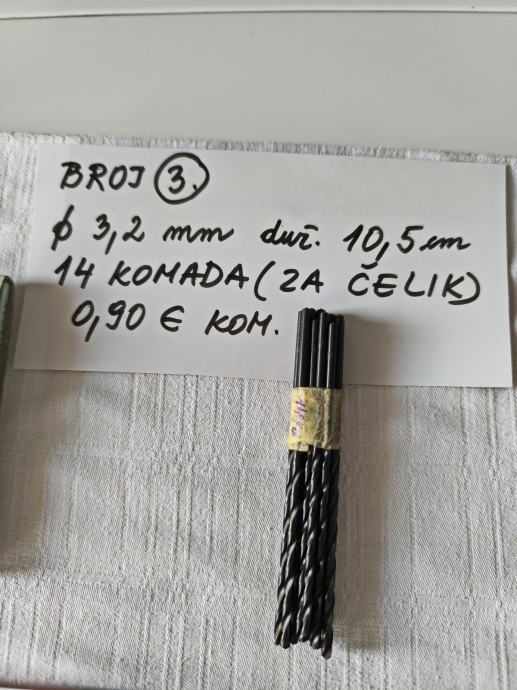 BROJ 3.
ϕ 3,2 mm duž. 10,5 cm
14 KOMADA (ZA ČELIK)
0,90 € KOM.